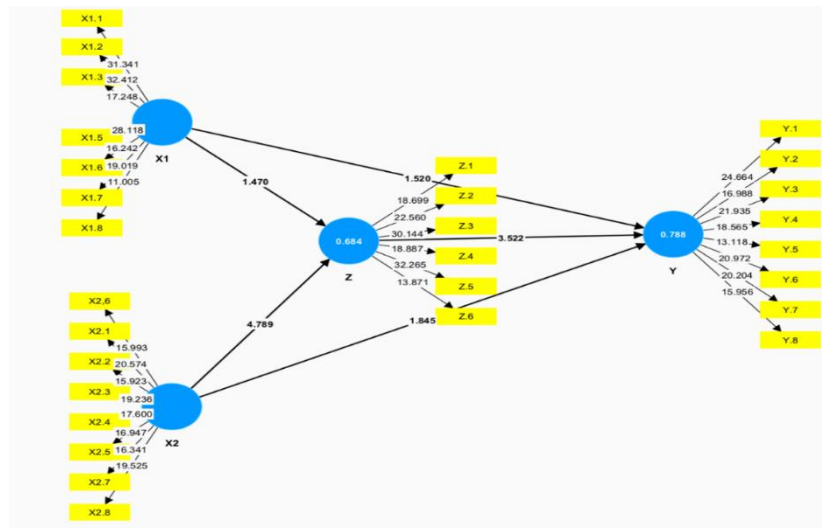 X1.1
X1.2
X1.3
X1.5
X1.6
X1.7
X1.8
31.341
32.412
17.248
28.118
16.242
19.019
11.005
X1
1.470
1.520
X2,6
X2.1
X2.2
X2.3
X2.4
X2.5
X2.7
X2.8
15.993
20.574
15.923
19.236
17.600
16.947
16.341
19.525
X2
4.789
1.845
0.684
Z
3.522
18.699
22.560
30.144
18.887
32.265
13.871
Z.1
Z.2
Z.3
Z.4
Z.5
Z.6
0.788
Y
24.664
16.988
21.935
18.565
13.118
20.972
20.204
15.956
Y.1
Y.2
Y.3
Y.4
Y.5
Y.6
Y.7
Y.8